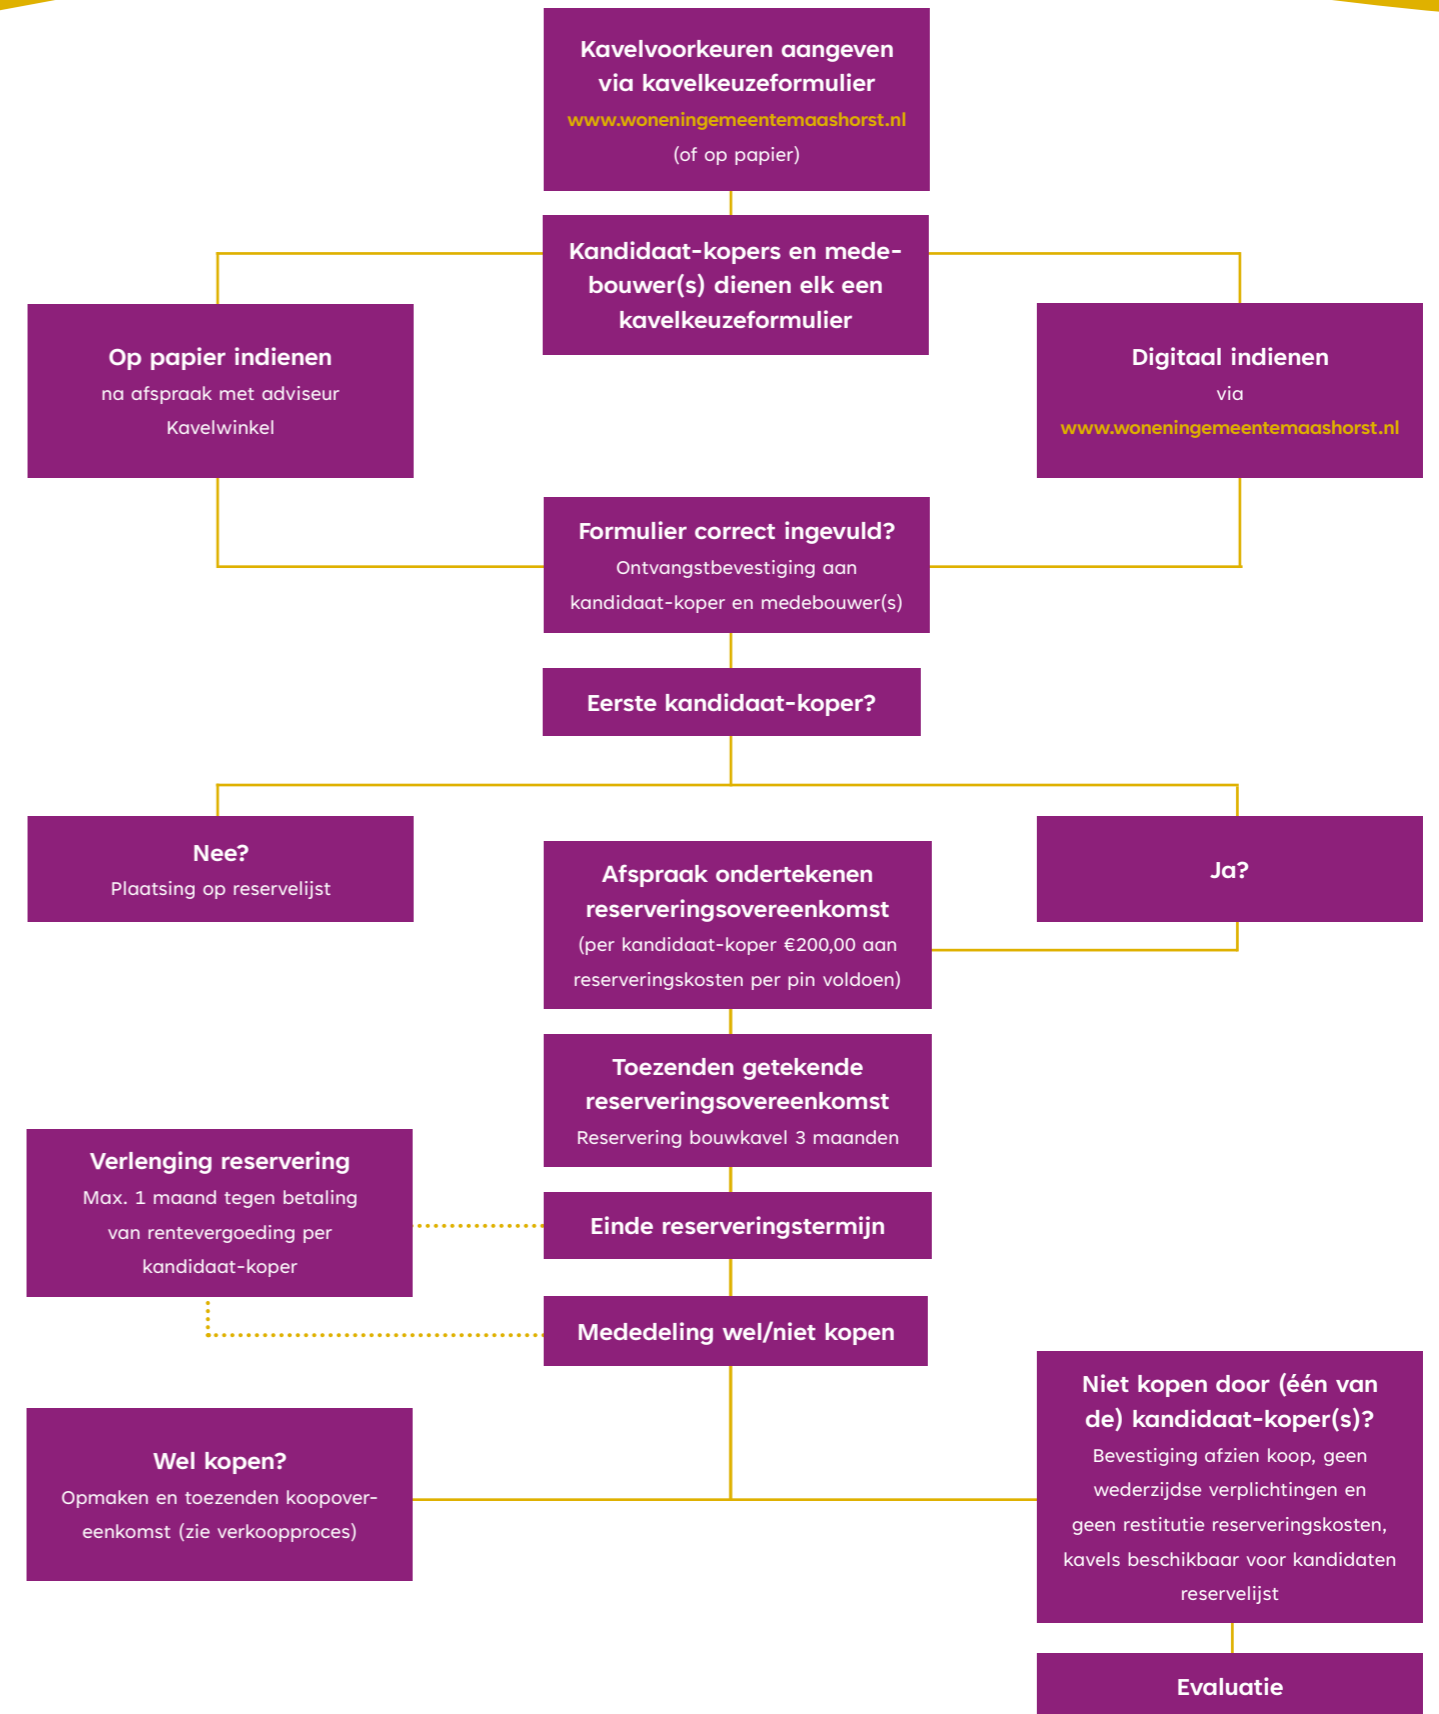 Kavelvoorkeuren aangeven
via kavelkeuzeformulier
www.woneningemeentemaashorst.nl
(of op papier)
Kandidaat-kopers en mede-
bouwer(s) dienen elk een
kavelkeuzeformulier
Op papier indienen
na afspraak met adviseur
Kavelwinkel
Digitaal indienen
via
www.woneningemeentemaashorst.nl
Formulier correct ingevuld?
Ontvangstbevestiging aan
kandidaat-koper en medebouwer(s)
Eerste kandidaat-koper?
Nee?
Plaatsing op reservelijst
Ja?
Afspraak ondertekenen
reserveringsovereenkomst
(per kandidaat-koper €200,00 aan
reserveringskosten per pin voldoen)
Toezenden getekende
reserveringsovereenkomst
Reservering bouwkavel 3 maanden
Verlenging reservering
Max. 1 maand tegen betaling
van rentevergoeding per
kandidaat-koper
Einde reserveringstermijn
Mededeling wel/niet kopen
Wel kopen?
Opmaken en toezenden koopover-
eenkomst (zie verkoopproces)
Niet kopen door (één van
de) kandidaat-koper(s)?
Bevestiging afzien koop, geen
wederzijdse verplichtingen en
geen restitutie reserveringskosten,
kavels beschikbaar voor kandidaten
reservelijst
Evaluatie